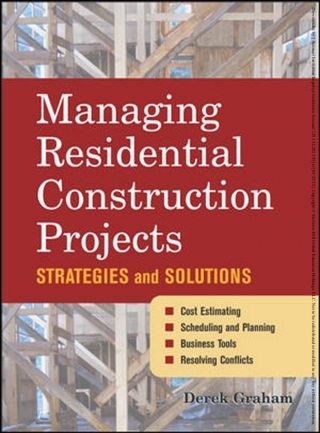 Managing
Residential
Construction
Projects
STRATEGIES and SOLUTIONS
Cost Estimating
Scheduling and Planning
Business Tools
Resolving Conflicts
Derek Graham